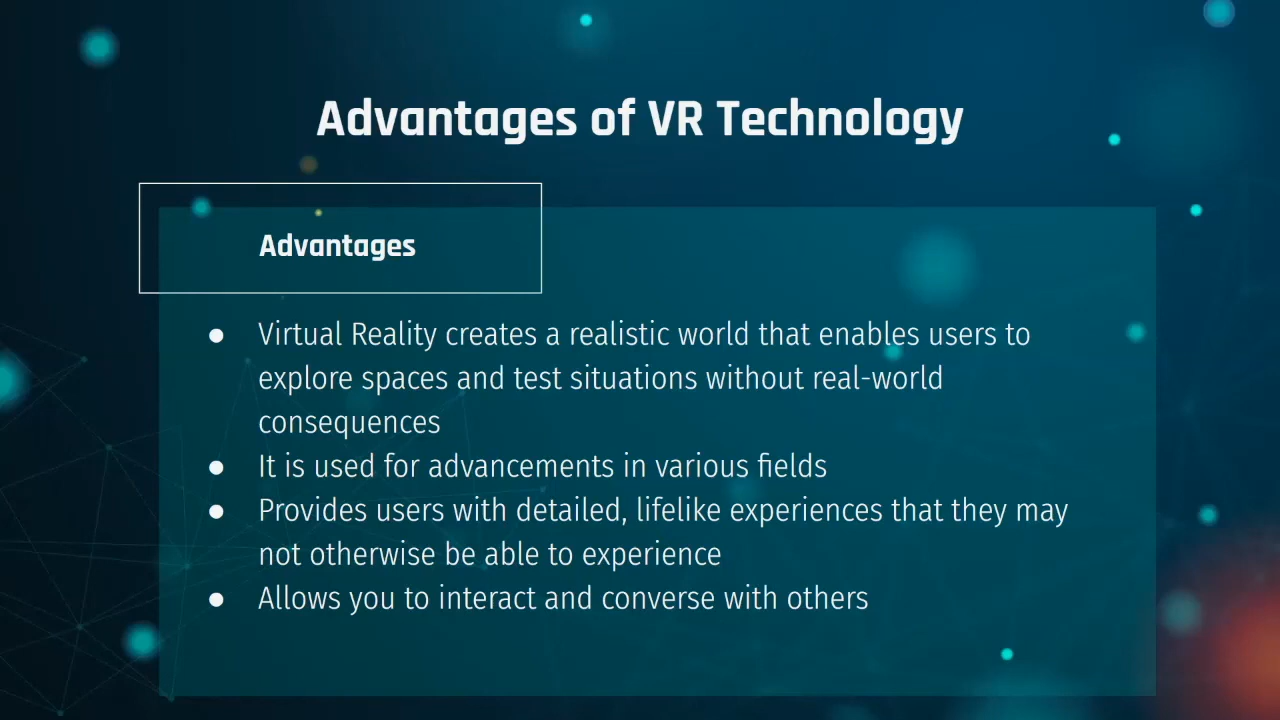 Advantages of VR Technology
Advantages
● Virtual Reality creates a realistic world that enables users to
explore spaces and test situations without real-world
consequences
● It is used for advancements in various fields
● Provides users with detailed, lifelike experiences that they may
not otherwise be able to experience
● Allows you to interact and converse with others